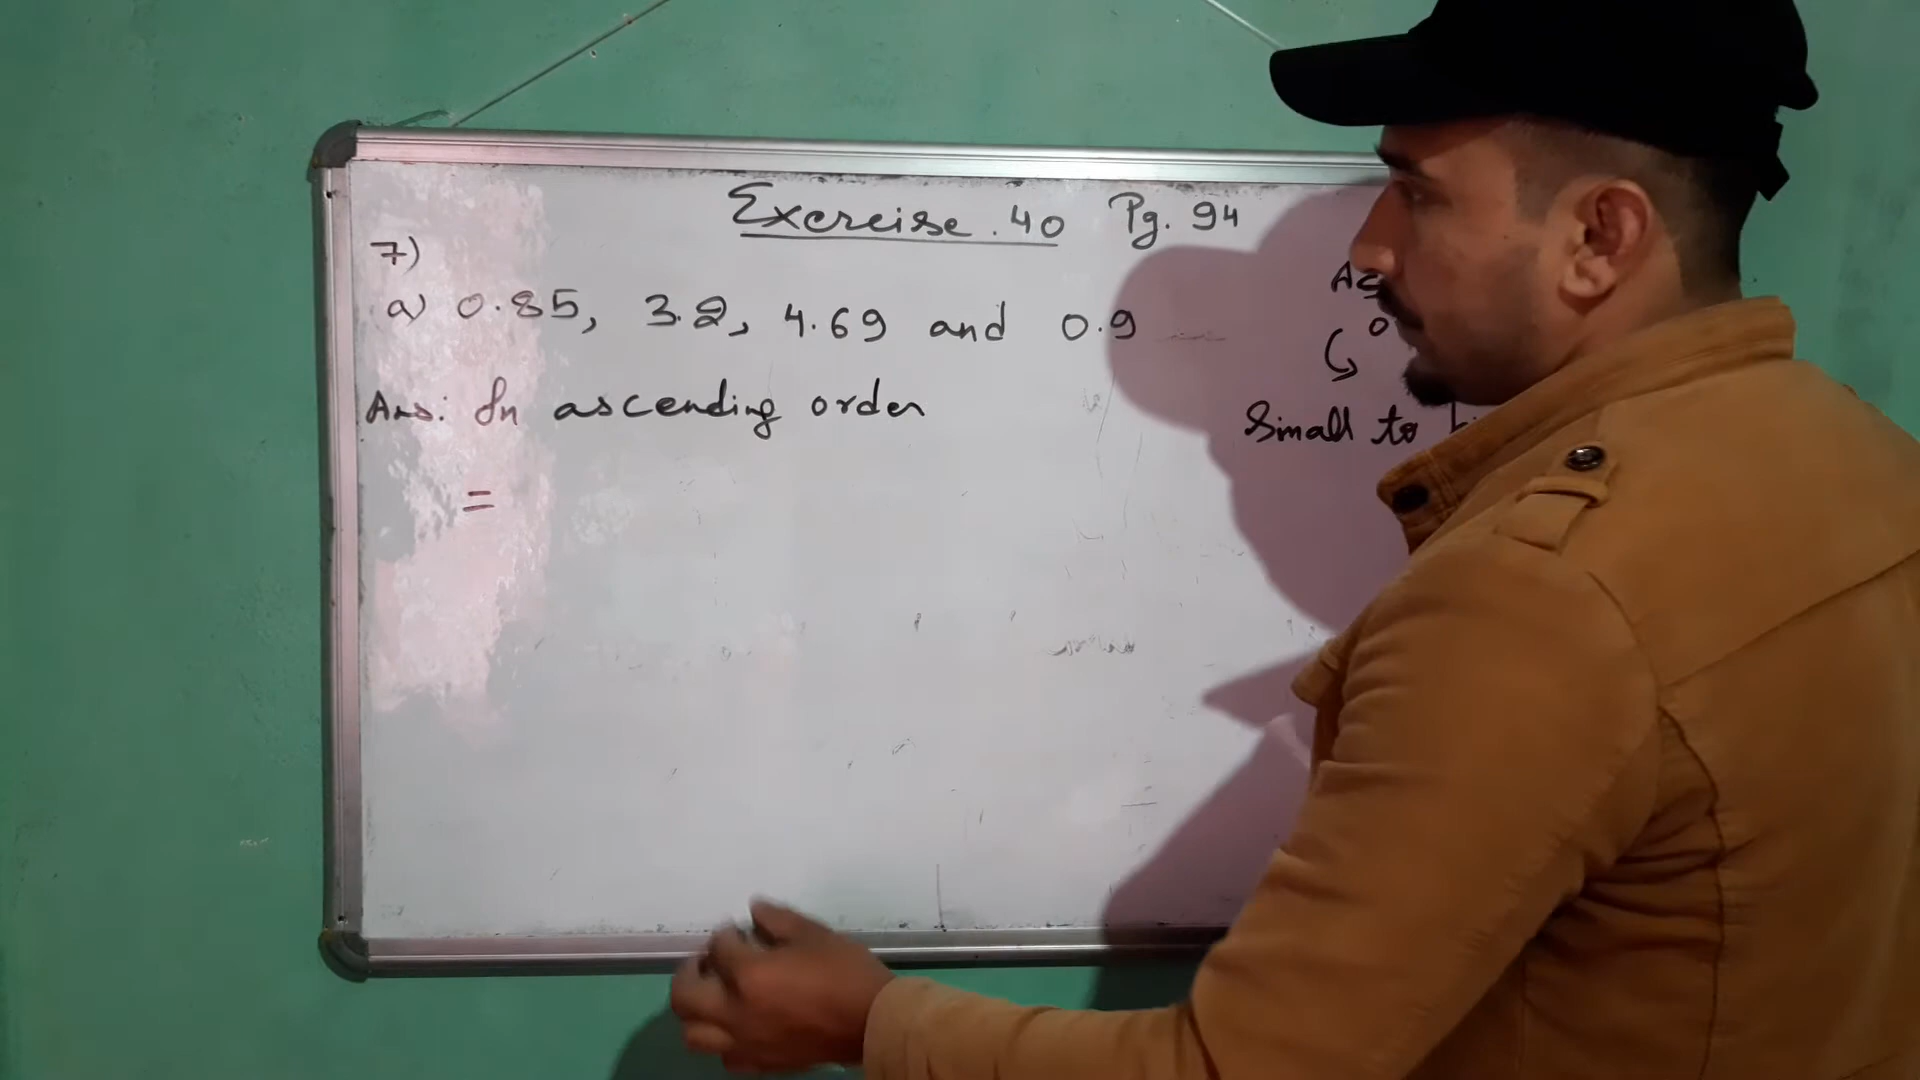 Exercise.40 Pg.94
7)
a) 0.85, 3.2, 4.69 and 0.9
Ans: In ascending order
=
Small to